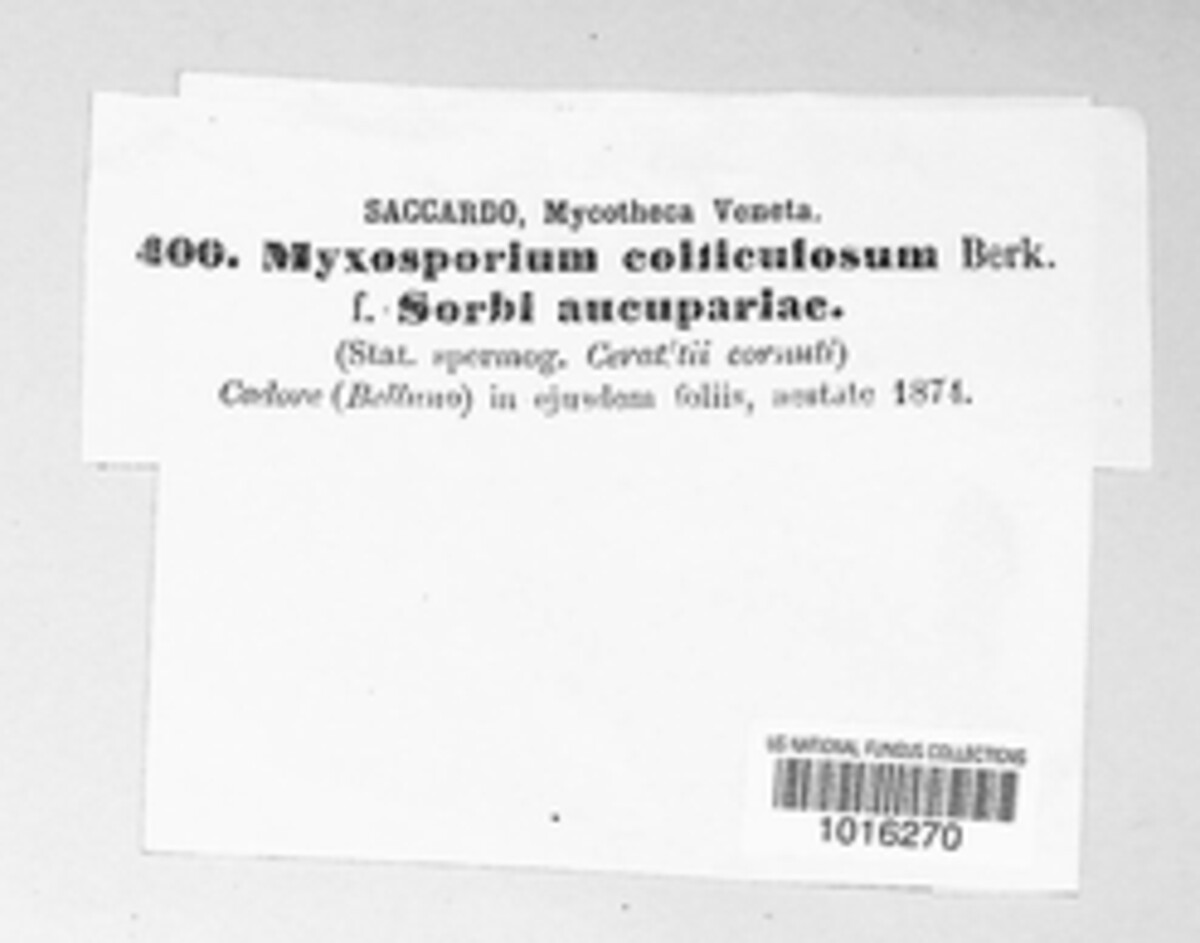 SACCARDO, Mycotheca Veneta.
400. Myxosporium colliculosum Berk.
f. Sorbi aucupariae.
(Stat. spermog. cornuti)
Cadore (Belluno) in ejusdem foliis, aestate 1874.
US NATIONAL FUNGUS COLLECTIONS
1016270